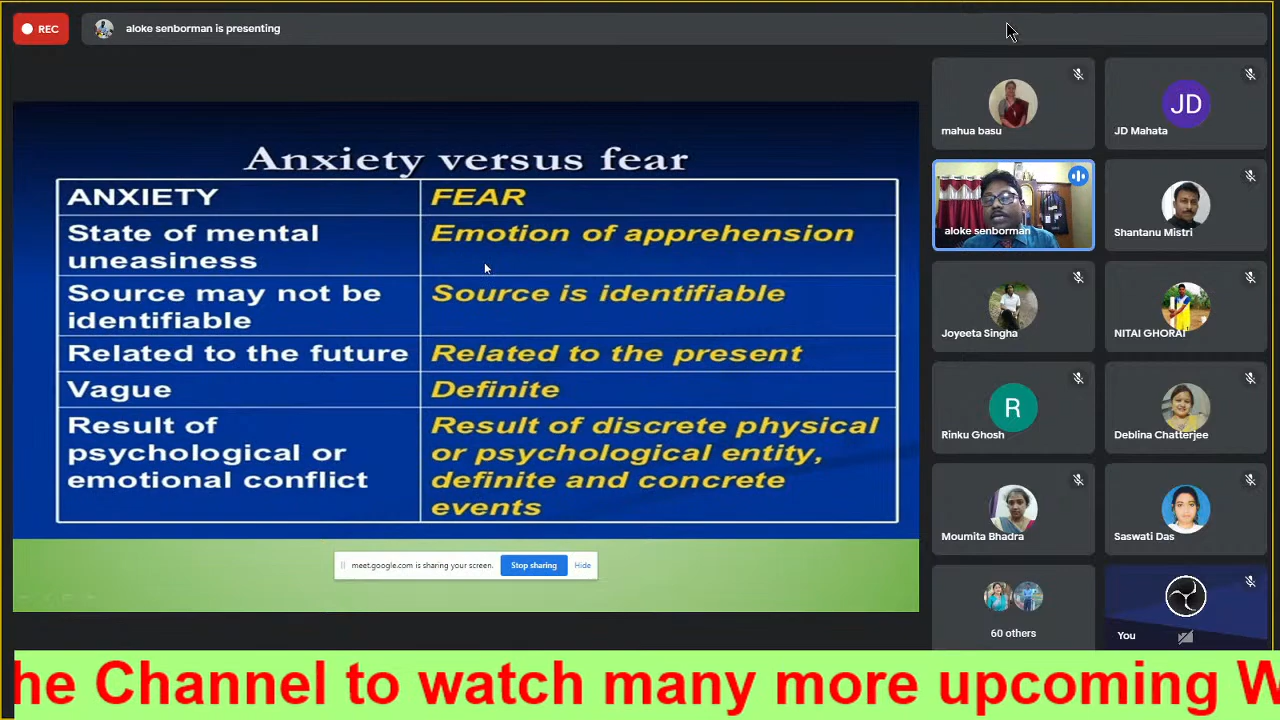 REC
aloke senborman is presenting
Anxiety versus fear
ANXIETY
FEAR
State of mental
uneasiness
Emotion of apprehension
Source may not be
identifiable
Source is identifiable
Related to the future
Related to the present
Vague
Definite
Result of
psychological or
emotional conflict
Result of discrete physical
or psychological entity,
definite and concrete
events
meet.google.com is sharing your screen.
Stop sharing
Hide
mahua basu
JD
JD Mahata
aloke senborman
Shantanu Mistri
Joyeeta Singha
NITAI GHORAI
R
Rinku Ghosh
Deblina Chatterjee
Moumita Bhadra
Saswati Das
60 others
You
he Channel to watch many more upcoming W